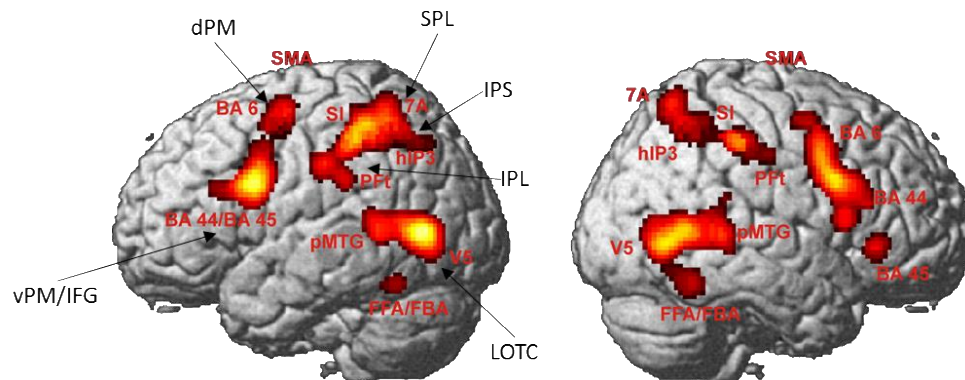 dPM
SPL
SMA
BA 6
SI
7A
IPS
hIP3
PFt
IPL
BA 44/BA 45
pMTG
V5
vPM/IFG
FFA/FBA
LOTC
SMA
7A
SI
BA 6
hIP3
PFt
BA 44
V5
pMTG
BA 45
FFA/FBA